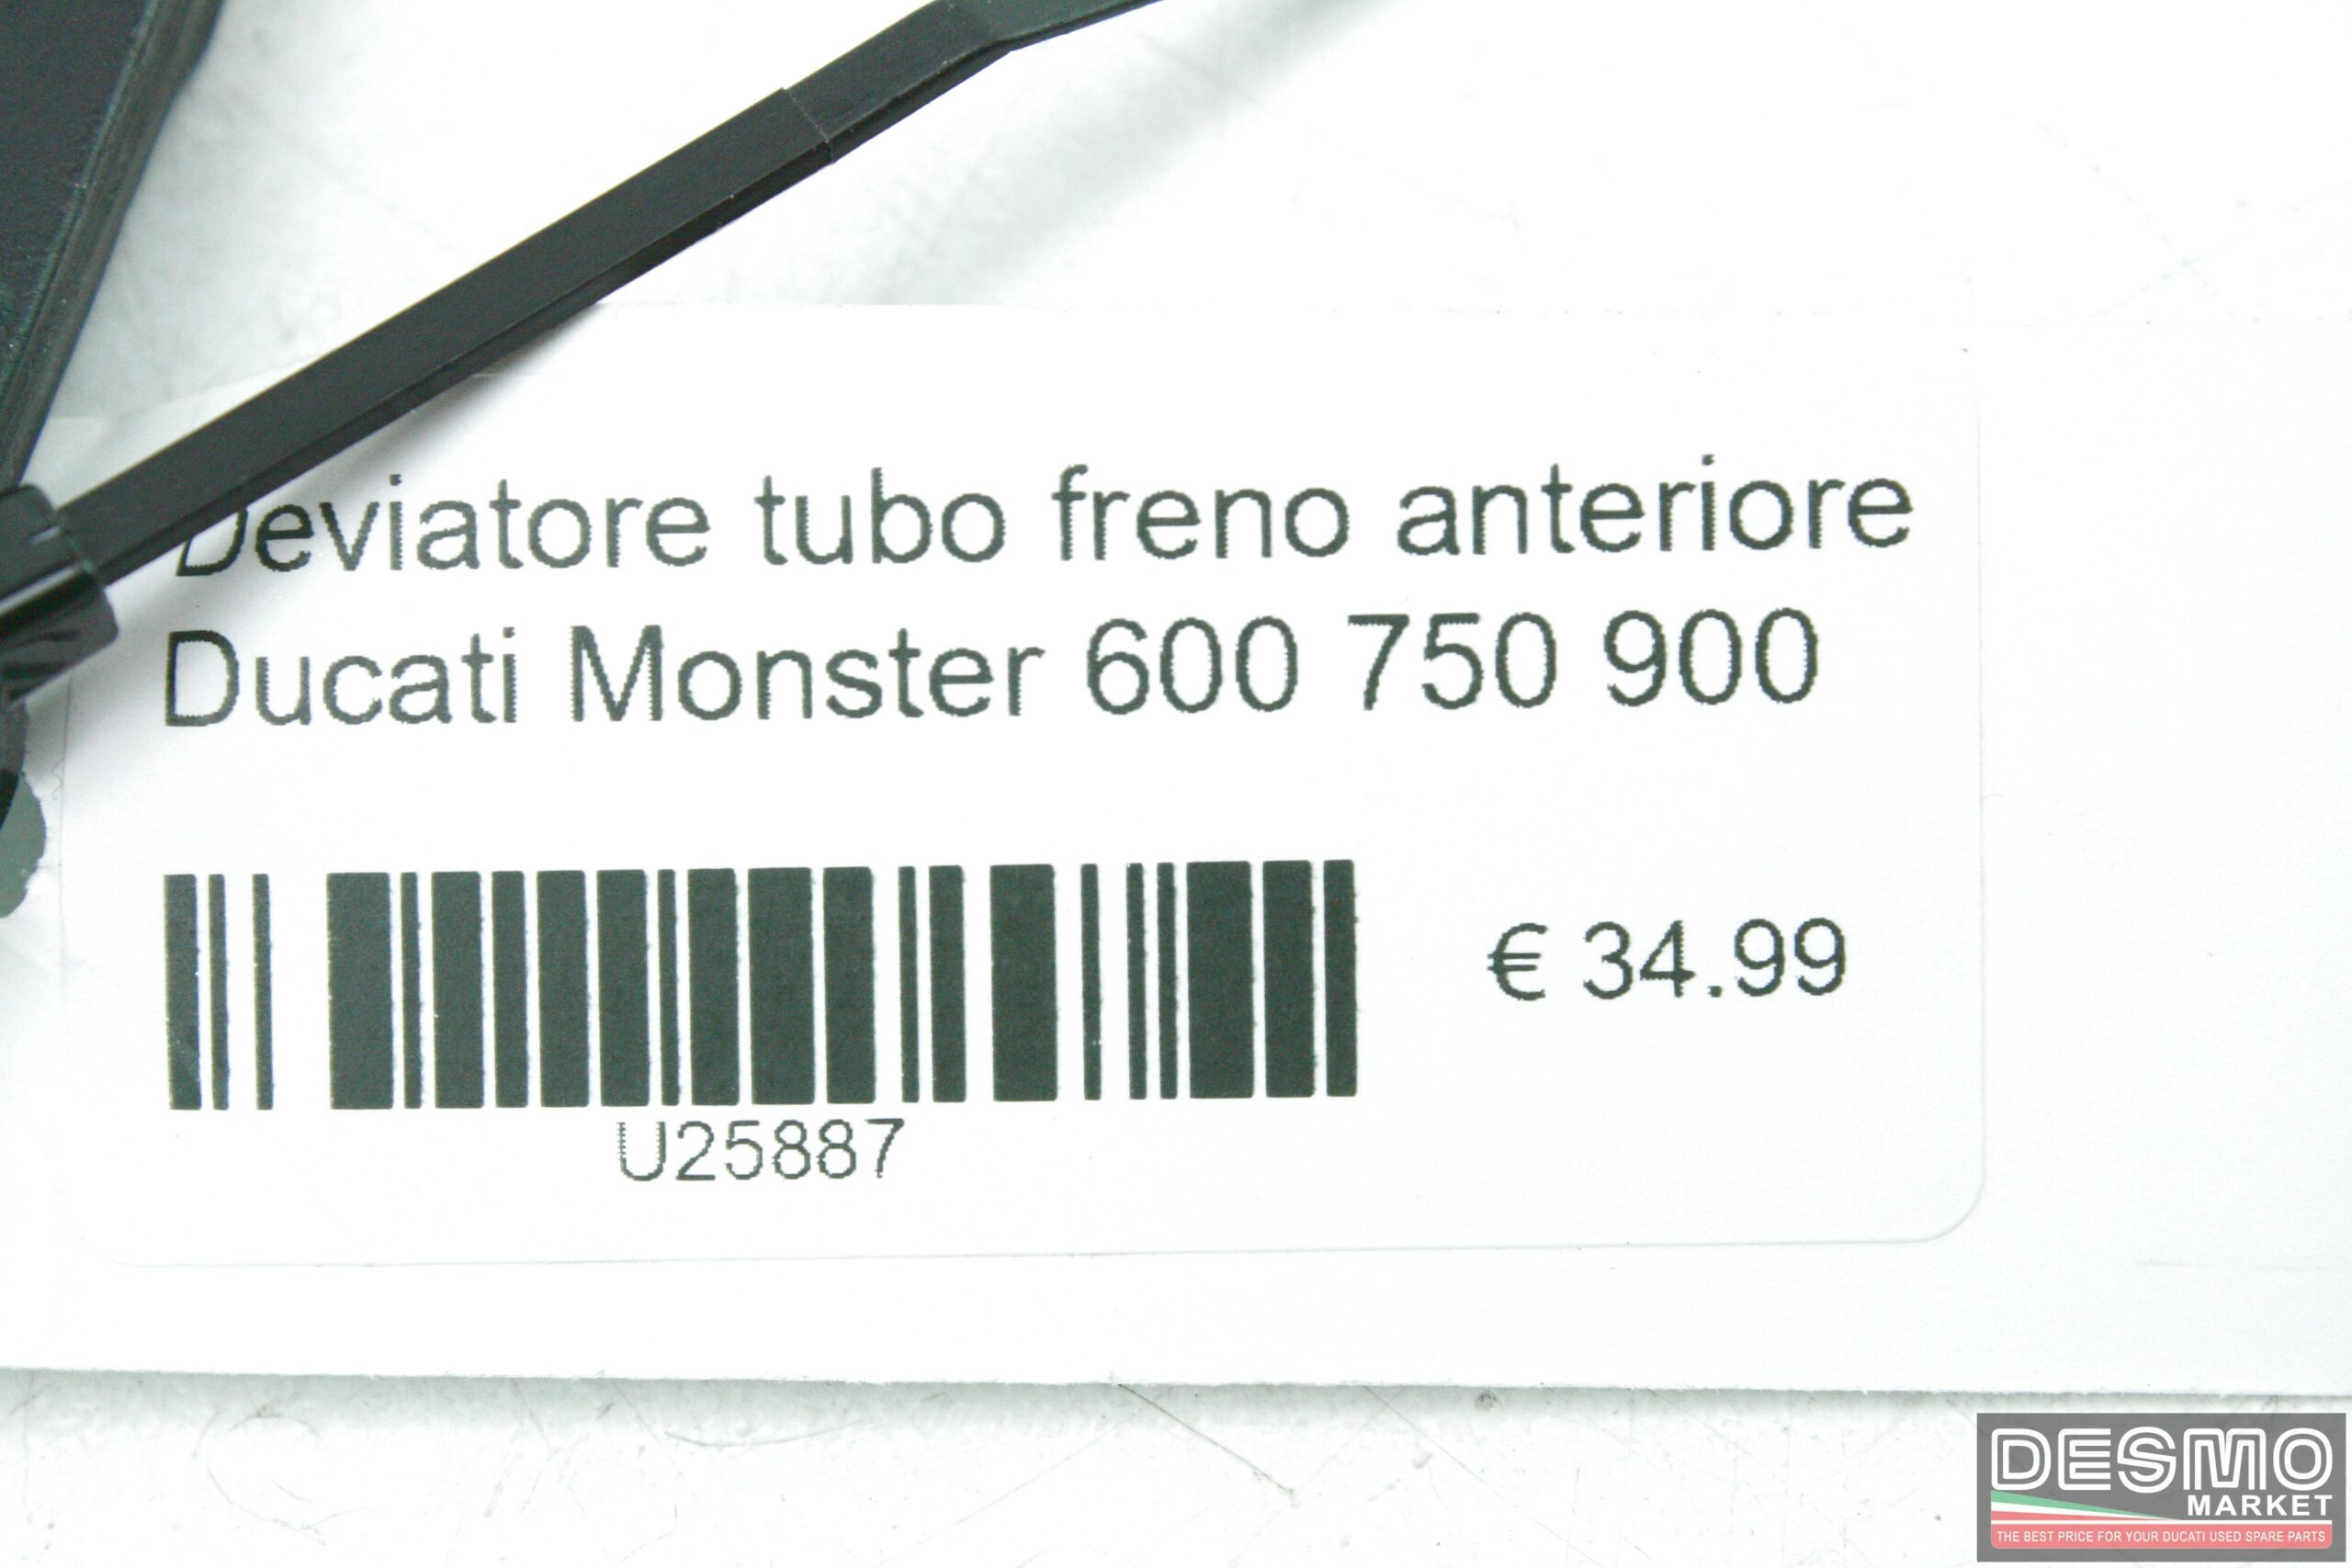 Deviatore tubo freno anteriore
Ducati Monster 600 750 900
€ 34.99
U25887
DESMO
MARKET
THE BEST PRICE FOR YOUR DUCATI USED SPARE PARTS